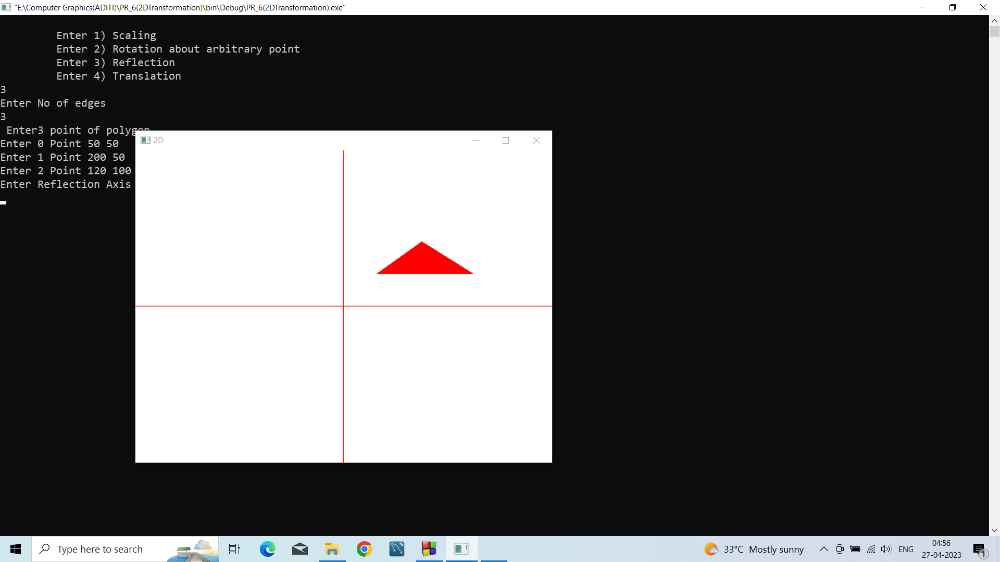 "E:\Computer Graphics(ADITI)\PR_6(2DTransformation)\bin\Debug\PR_6(2DTransformation).exe"
Enter 1) Scaling
Enter 2) Rotation about arbitrary point
Enter 3) Reflection
Enter 4) Translation
3
Enter No of edges
3
Enter3 point of polygon
Enter 0 Point 50 50
Enter 1 Point 200 50
Enter 2 Point 120 100
Enter Reflection Axis
2D
Type here to search
33°C Mostly sunny
ENG
04:56
27-04-2023
1